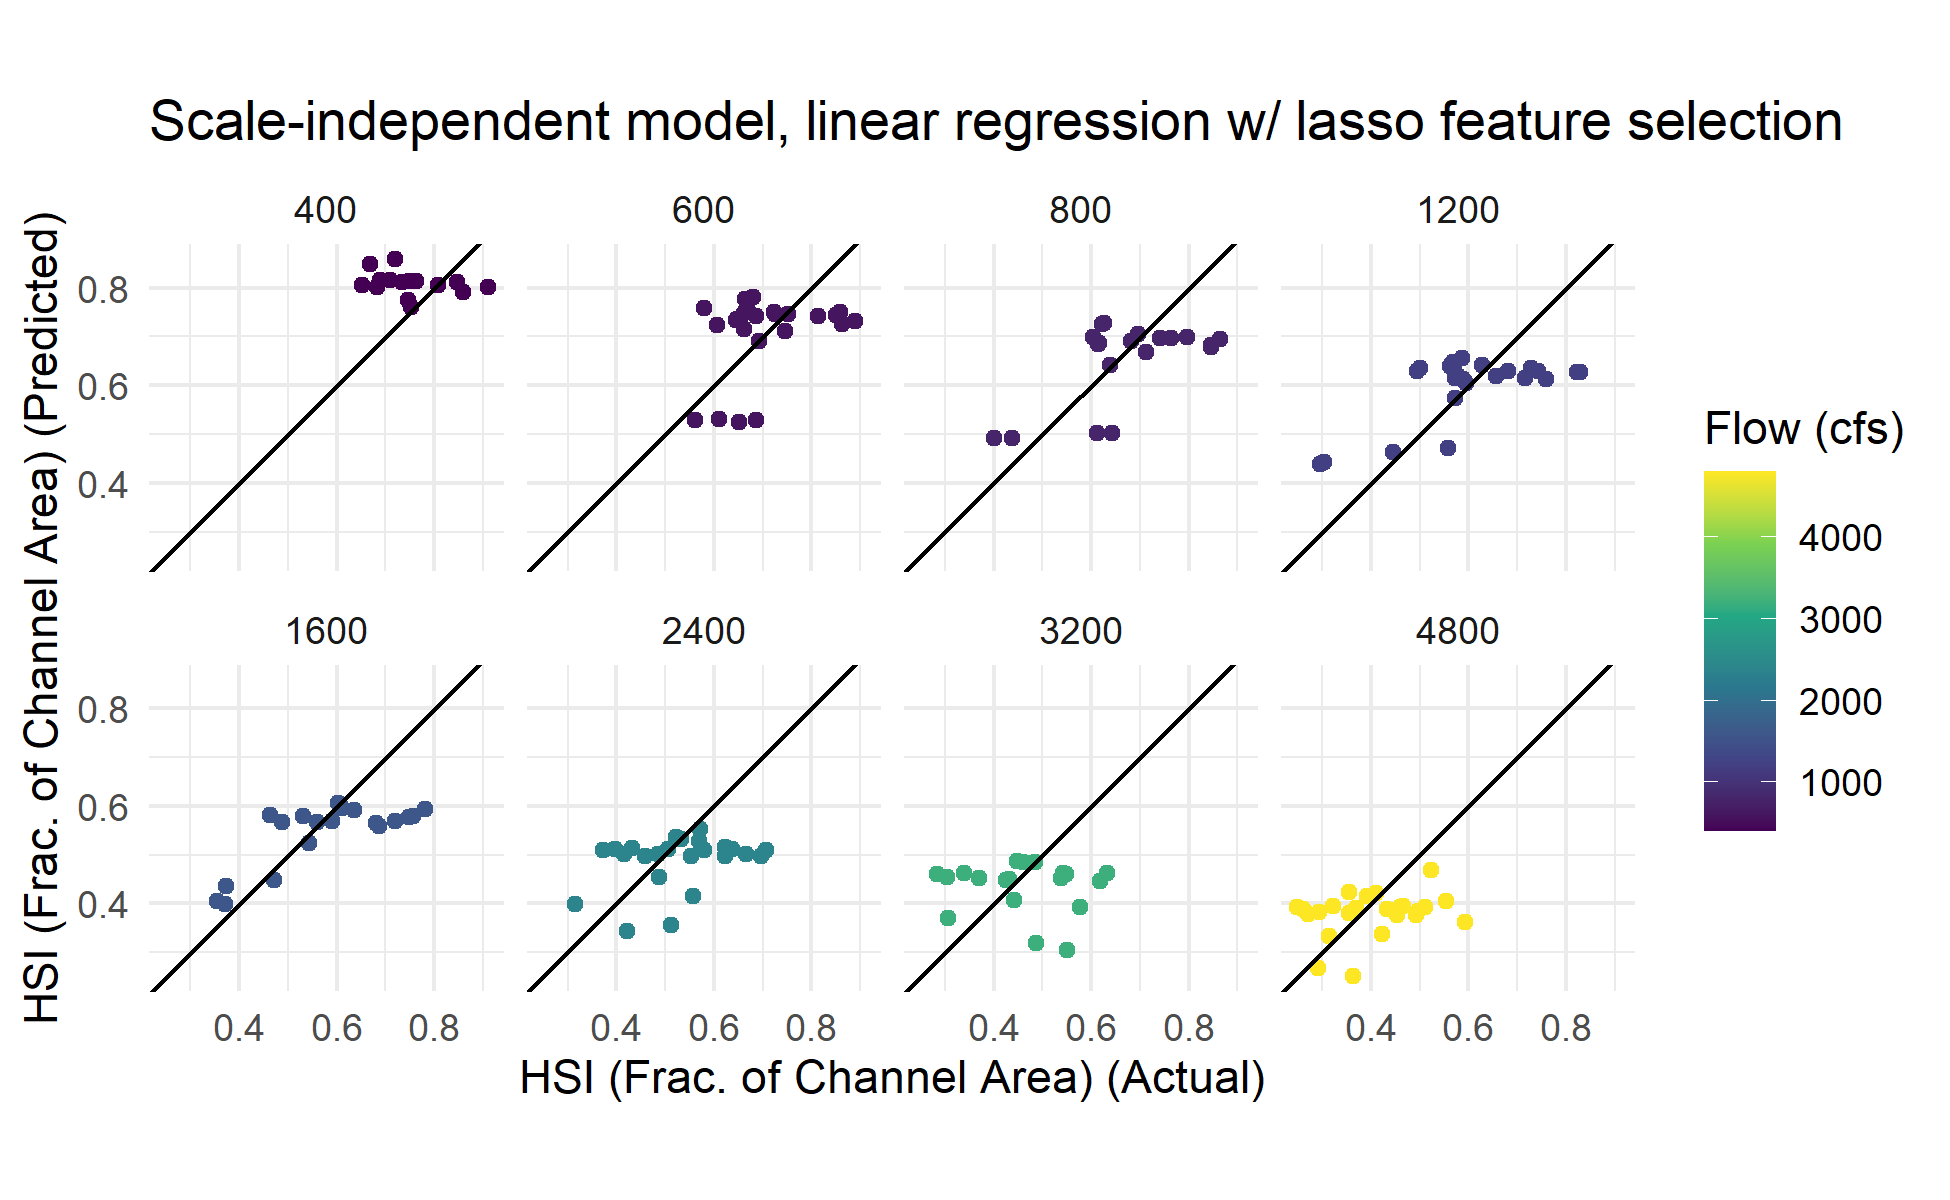 Scale-independent model, linear regression w/ lasso feature selection
400 600 800 1200
0.8
0.6
0.4
1600 2400 3200 4800
0.8
0.6
0.4
0.4 0.6 0.8 0.4 0.6 0.8 0.4 0.6 0.8 0.4 0.6 0.8
HSI (Frac. of Channel Area) (Actual)
HSI (Frac. of Channel Area) (Predicted)
Flow (cfs)
4000
3000
2000
1000